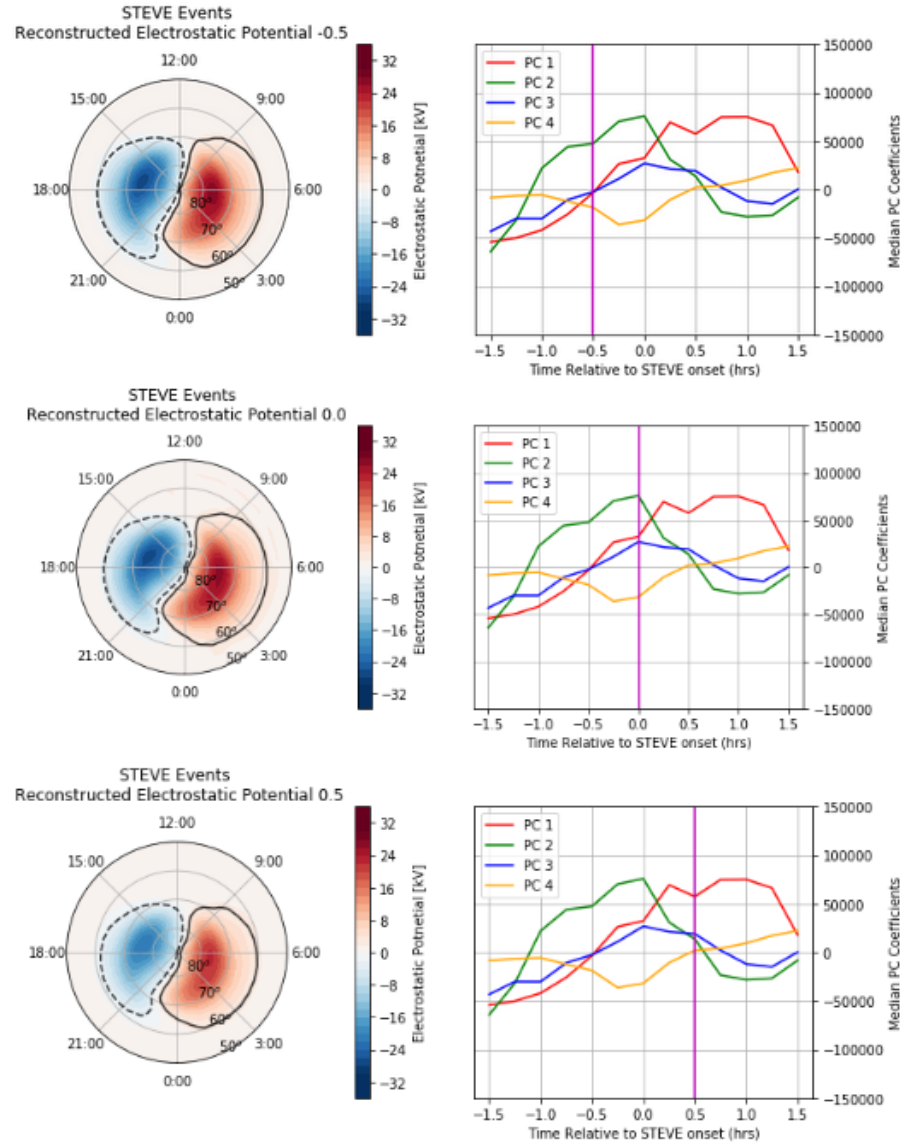 STEVE Events
Reconstructed Electrostatic Potential -0.5
12:00
15:00
9:00
18:00
6:00
80°
70°
60°
50°
21:00
3:00
0:00
32
24
16
8
0
−8
−16
−24
−32
Electrostatic Potnetial [kV]
PC 1
PC 2
PC 3
PC 4
150000
100000
50000
0
−50000
−100000
−150000
Median PC Coefficients
−1.5 −1.0 −0.5 0.0 0.5 1.0 1.5
Time Relative to STEVE onset (hrs)
STEVE Events
Reconstructed Electrostatic Potential 0.0
12:00
15:00
9:00
18:00
6:00
80°
70°
60°
50°
21:00
3:00
0:00
32
24
16
8
0
−8
−16
−24
−32
Electrostatic Potnetial [kV]
PC 1
PC 2
PC 3
PC 4
150000
100000
50000
0
−50000
−100000
−150000
Median PC Coefficients
−1.5 −1.0 −0.5 0.0 0.5 1.0 1.5
Time Relative to STEVE onset (hrs)
STEVE Events
Reconstructed Electrostatic Potential 0.5
12:00
15:00
9:00
18:00
6:00
80°
70°
60°
50°
21:00
3:00
0:00
32
24
16
8
0
−8
−16
−24
−32
Electrostatic Potnetial [kV]
PC 1
PC 2
PC 3
PC 4
150000
100000
50000
0
−50000
−100000
−150000
Median PC Coefficients
−1.5 −1.0 −0.5 0.0 0.5 1.0 1.5
Time Relative to STEVE onset (hrs)